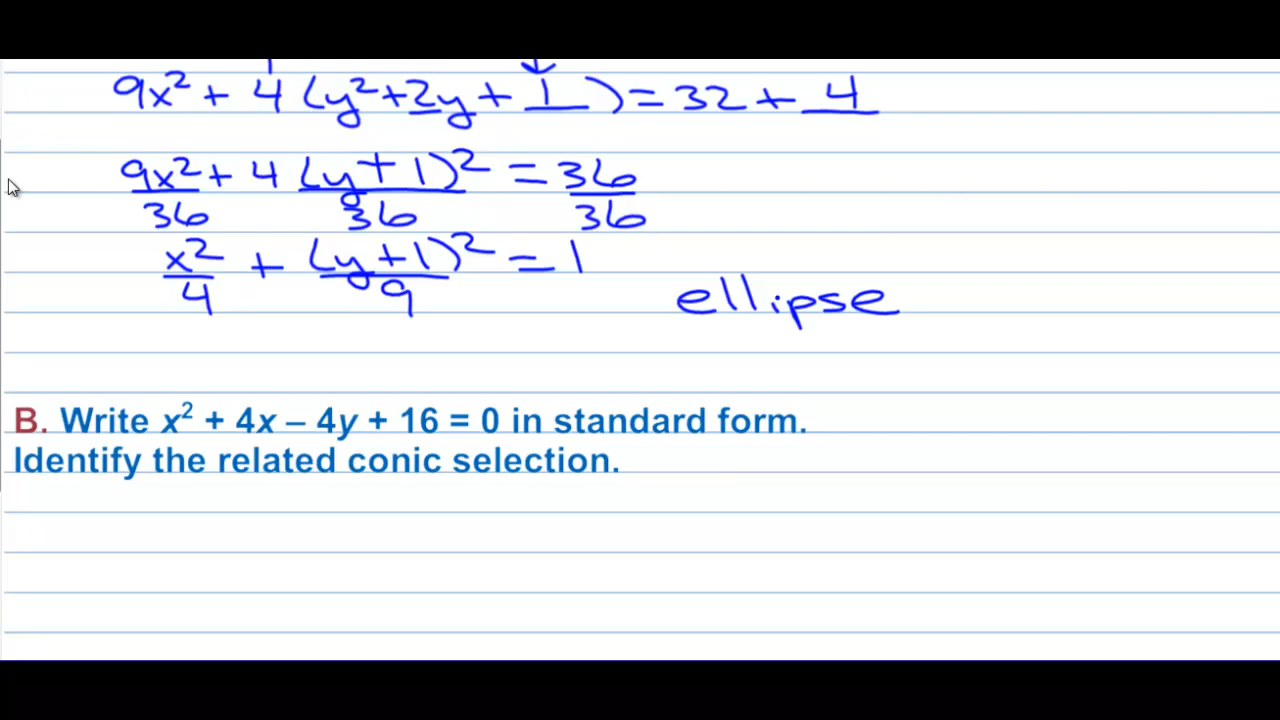 9x² + 4 (y² + 2y + 1 ) = 32 + 4
9x²/36 + 4 (y + 1)²/36 = 36/36
x²/4 + (y + 1)²/9 = 1
ellipse
B. Write x² + 4x – 4y + 16 = 0 in standard form.
Identify the related conic selection.